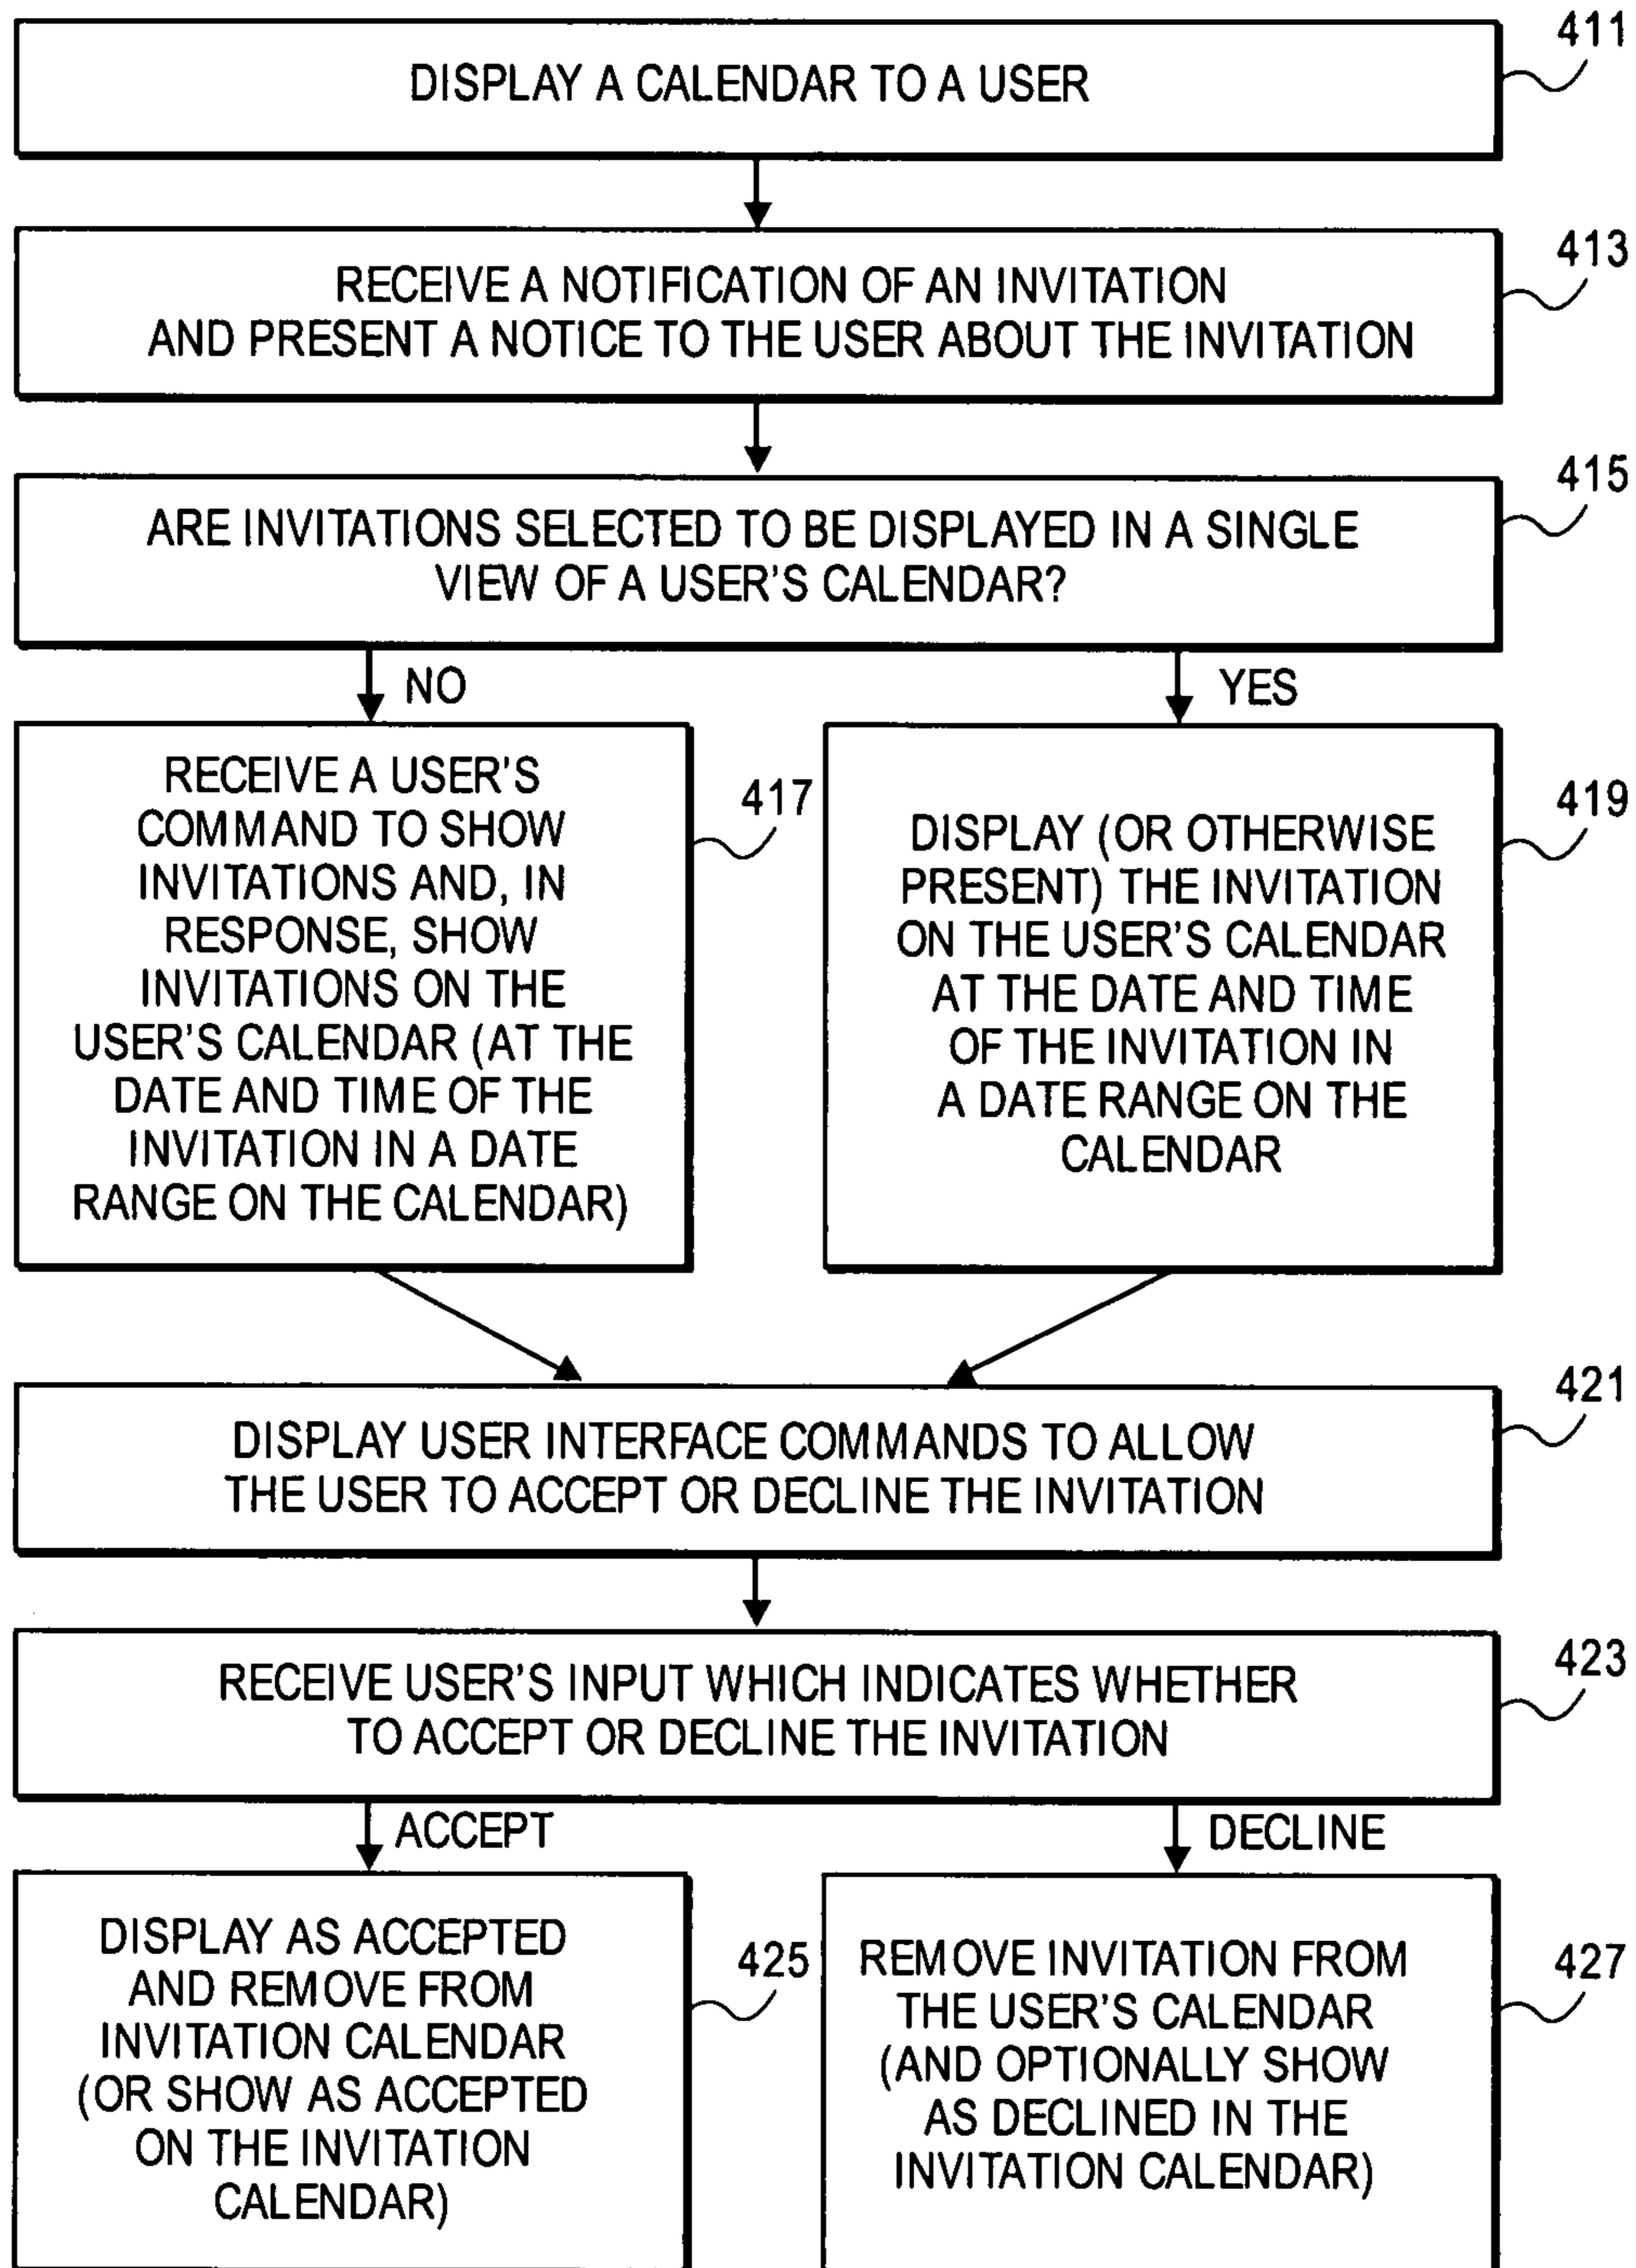 411
DISPLAY A CALENDAR TO A USER
413
RECEIVE A NOTIFICATION OF AN INVITATION
AND PRESENT A NOTICE TO THE USER ABOUT THE INVITATION
415
ARE INVITATIONS SELECTED TO BE DISPLAYED IN A SINGLE
VIEW OF A USER'S CALENDAR?
NO
YES
RECEIVE A USER'S
COMMAND TO SHOW
INVITATIONS AND, IN
RESPONSE, SHOW
INVITATIONS ON THE
USER'S CALENDAR (AT THE
DATE AND TIME OF THE
INVITATION IN A DATE
RANGE ON THE CALENDAR)
417
DISPLAY (OR OTHERWISE
PRESENT) THE INVITATION
ON THE USER'S CALENDAR
AT THE DATE AND TIME
OF THE INVITATION IN
A DATE RANGE ON THE
CALENDAR
419
421
DISPLAY USER INTERFACE COMMANDS TO ALLOW
THE USER TO ACCEPT OR DECLINE THE INVITATION
423
RECEIVE USER'S INPUT WHICH INDICATES WHETHER
TO ACCEPT OR DECLINE THE INVITATION
ACCEPT
DECLINE
DISPLAY AS ACCEPTED
AND REMOVE FROM
INVITATION CALENDAR
(OR SHOW AS ACCEPTED
ON THE INVITATION
CALENDAR)
425
REMOVE INVITATION FROM
THE USER'S CALENDAR
(AND OPTIONALLY SHOW
AS DECLINED IN THE
INVITATION CALENDAR)
427